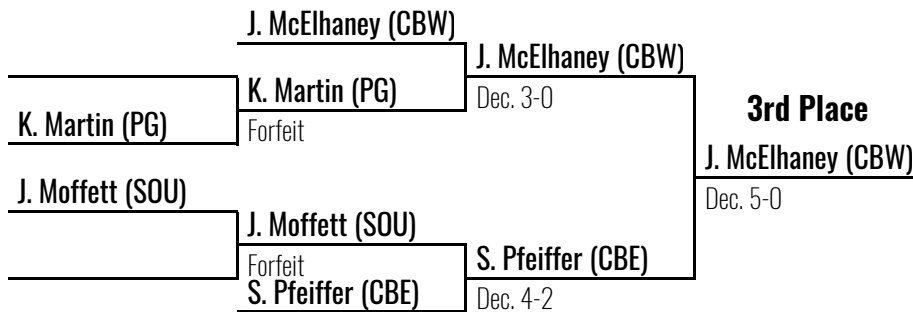 J. McElhaney (CBW)
J. McElhaney (CBW)
K. Martin (PG)
Dec. 3-0
3rd Place
K. Martin (PG)
Forfeit
J. McElhaney (CBW)
J. Moffett (SOU)
Dec. 5-0
J. Moffett (SOU)
Forfeit
S. Pfeiffer (CBE)
S. Pfeiffer (CBE)
Dec. 4-2